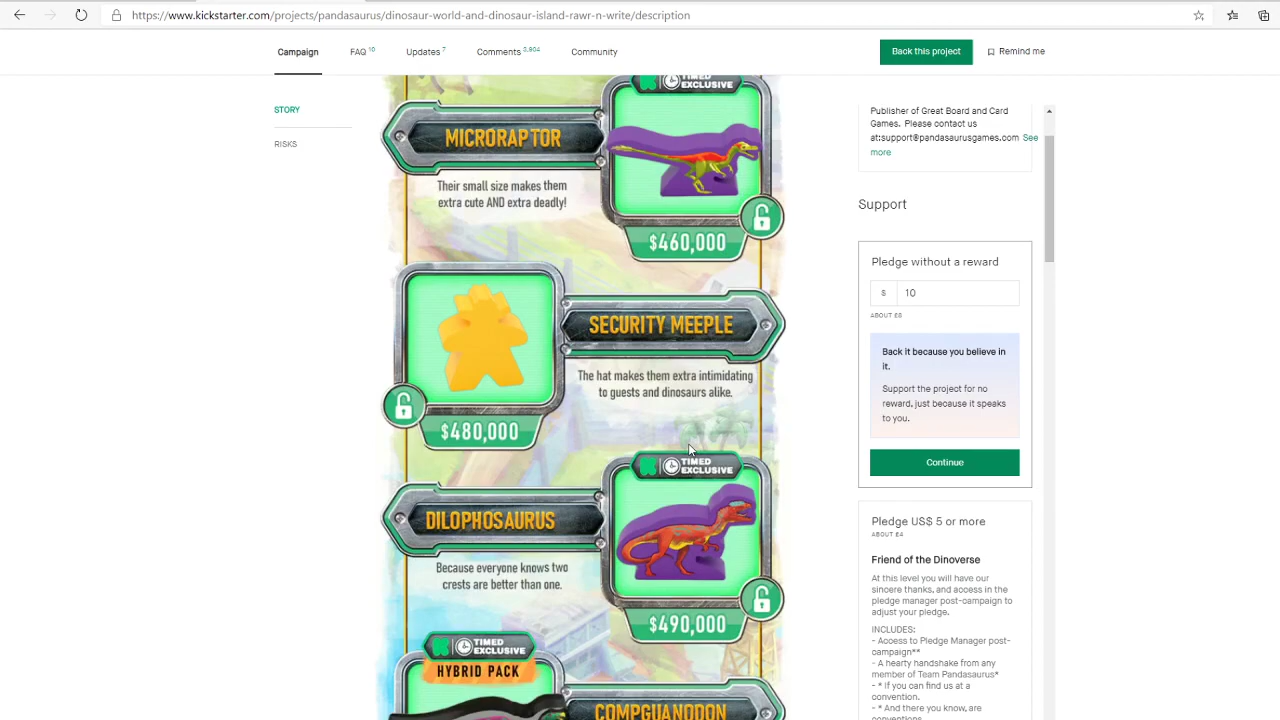 https://www.kickstarter.com/projects/pandasaurus/dinosaur-world-and-dinosaur-island-rawr-n-write/description
Campaign
FAQ 10
Updates 7
Comments 3,904
Community
Back this project
Remind me
STORY
RISKS
TIMED
EXCLUSIVE
MICRORAPTOR
Their small size makes them
extra cute AND extra deadly!
$460,000
SECURITY MEEPLE
The hat makes them extra intimidating
to guests and dinosaurs alike.
$480,000
TIMED
EXCLUSIVE
DILOPHOSAURUS
Because everyone knows two
crests are better than one.
$490,000
TIMED
EXCLUSIVE
HYBRID PACK
COMPGUANODON
Publisher of Great Board and Card
Games. Please contact us
at:support@pandasaurusgames.com See
more
Support
Pledge without a reward
$ 10
ABOUT £8
Back it because you believe in
it.
Support the project for no
reward, just because it speaks
to you.
Continue
Pledge US$ 5 or more
ABOUT £4
Friend of the Dinoverse
At this level you will have our
sincere thanks, and access in the
pledge manager post-campaign to
adjust your pledge.
INCLUDES:
- Access to Pledge Manager post-
campaign**
- A hearty handshake from any
member of Team Pandasaurus*
- * If you can find us at a
convention.
- * And there you know, are
conventions